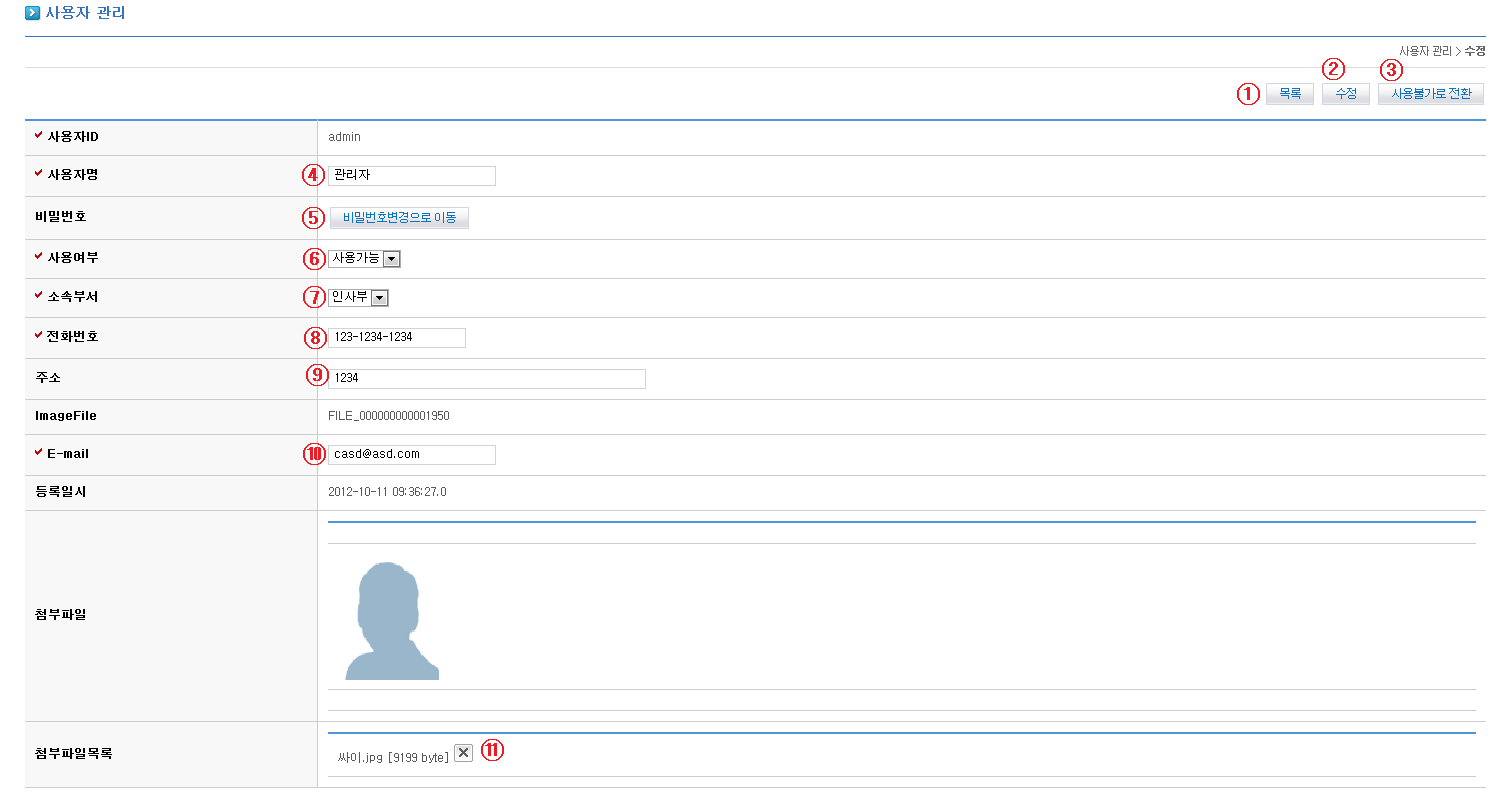 사용자 관리
사용자 관리 > 수정
① 목록 ② 수정 ③ 사용불가로 전환
사용자ID admin
사용자명 ④ 관리자
비밀번호 ⑤ 비밀번호변경으로 이동
사용여부 ⑥ 사용가능
소속부서 ⑦ 인사부
전화번호 ⑧ 123-1234-1234
주소 ⑨ 1234
ImageFile FILE_000000000001950
E-mail ⑩ casd@asd.com
등록일시 2012-10-11 09:36:27.0
첨부파일
첨부파일목록 싸이.jpg [9199 byte] ⑪